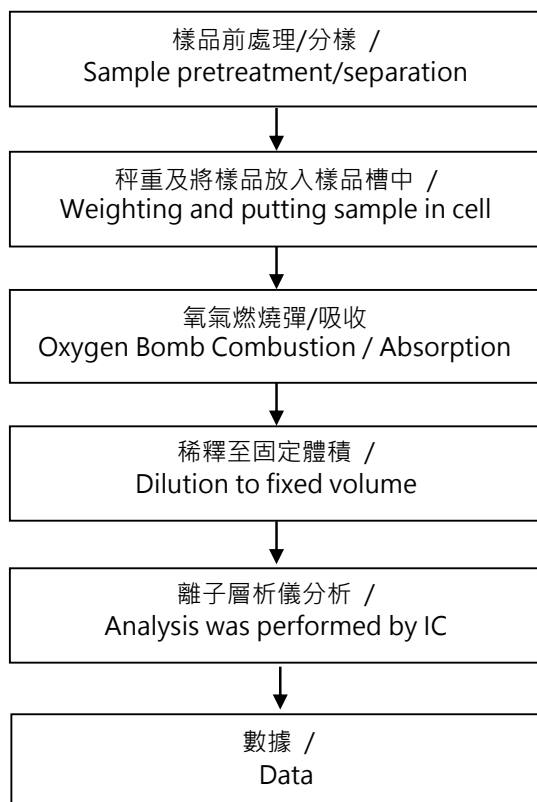 樣品前處理/分樣 /
Sample pretreatment/separation
秤重及將樣品放入樣品槽中 /
Weighting and putting sample in cell
氧氣燃燒彈/吸收
Oxygen Bomb Combustion / Absorption
稀釋至固定體積 /
Dilution to fixed volume
離子層析儀分析 /
Analysis was performed by IC
數據 /
Data